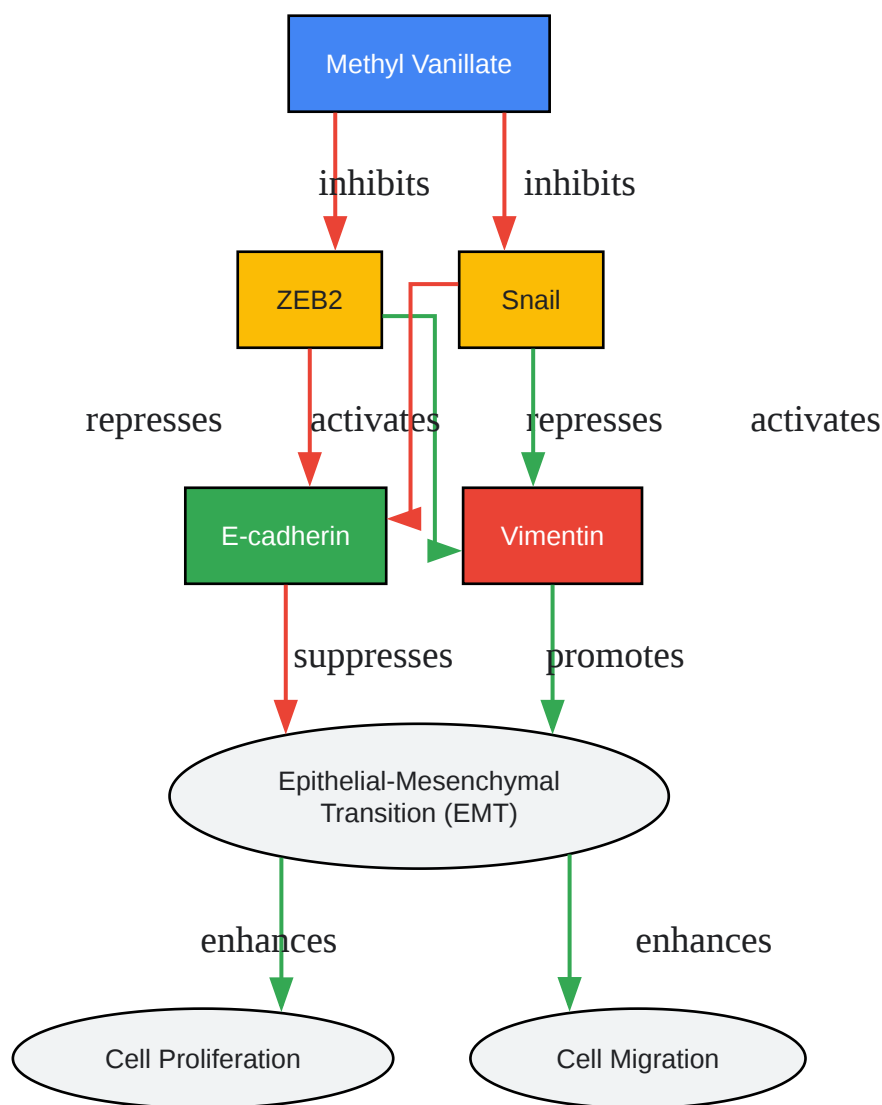 Methyl Vanillate
inhibits
inhibits
ZEB2
Snail
represses
activates
represses
activates
E-cadherin
Vimentin
suppresses
promotes
Epithelial-Mesenchymal
Transition (EMT)
enhances
enhances
Cell Proliferation
Cell Migration